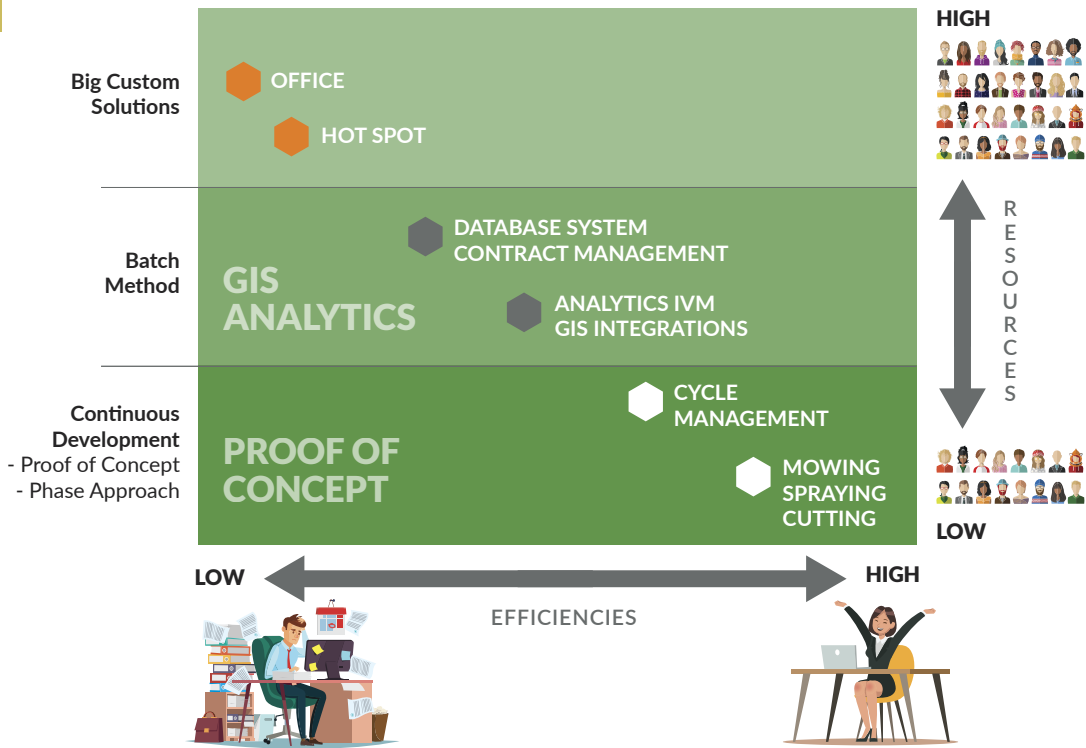 HIGH
Big Custom
Solutions
OFFICE
HOT SPOT
Batch
Method
GIS
ANALYTICS
DATABASE SYSTEM
CONTRACT MANAGEMENT
ANALYTICS IVM
GIS INTEGRATIONS
RESOURCES
Continuous
Development
- Proof of Concept
- Phase Approach
PROOF OF
CONCEPT
CYCLE
MANAGEMENT
MOWING
SPRAYING
CUTTING
LOW
LOW
HIGH
EFFICIENCIES